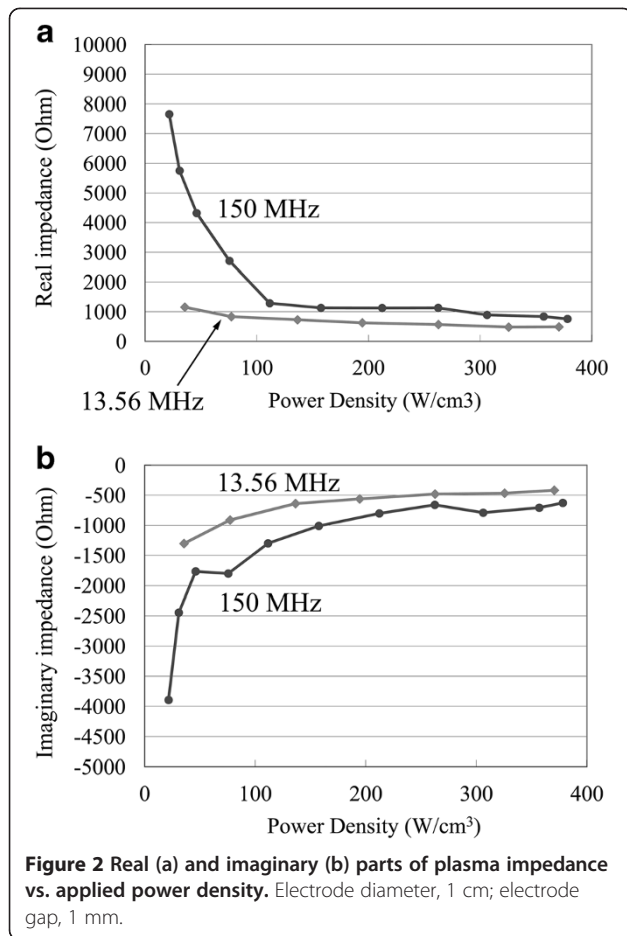 a
10000
9000
8000
7000
6000
5000
4000
3000
2000
1000
0
Real impedance (Ohm)
150 MHz
13.56 MHz
0 100 200 300 400
Power Density (W/cm3)
b
0
-500
-1000
-1500
-2000
-2500
-3000
-3500
-4000
-4500
-5000
Imaginary impedance (Ohm)
13.56 MHz
150 MHz
0 100 200 300 400
Power Density (W/cm³)
Figure 2 Real (a) and imaginary (b) parts of plasma impedance
vs. applied power density. Electrode diameter, 1 cm; electrode
gap, 1 mm.